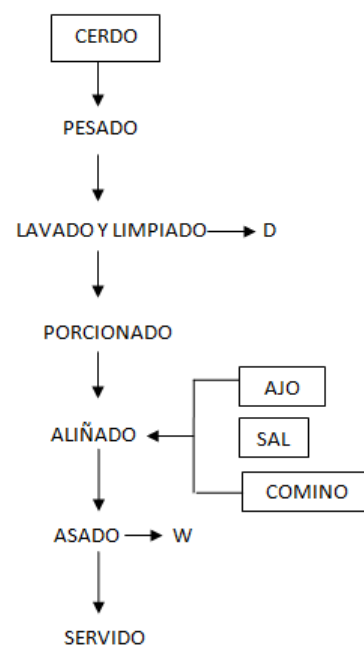 CERDO
PESADO
LAVADO Y LIMPIADO D
PORCIONADO
AJO
ALIÑADO
SAL
COMINO
ASADO W
SERVIDO